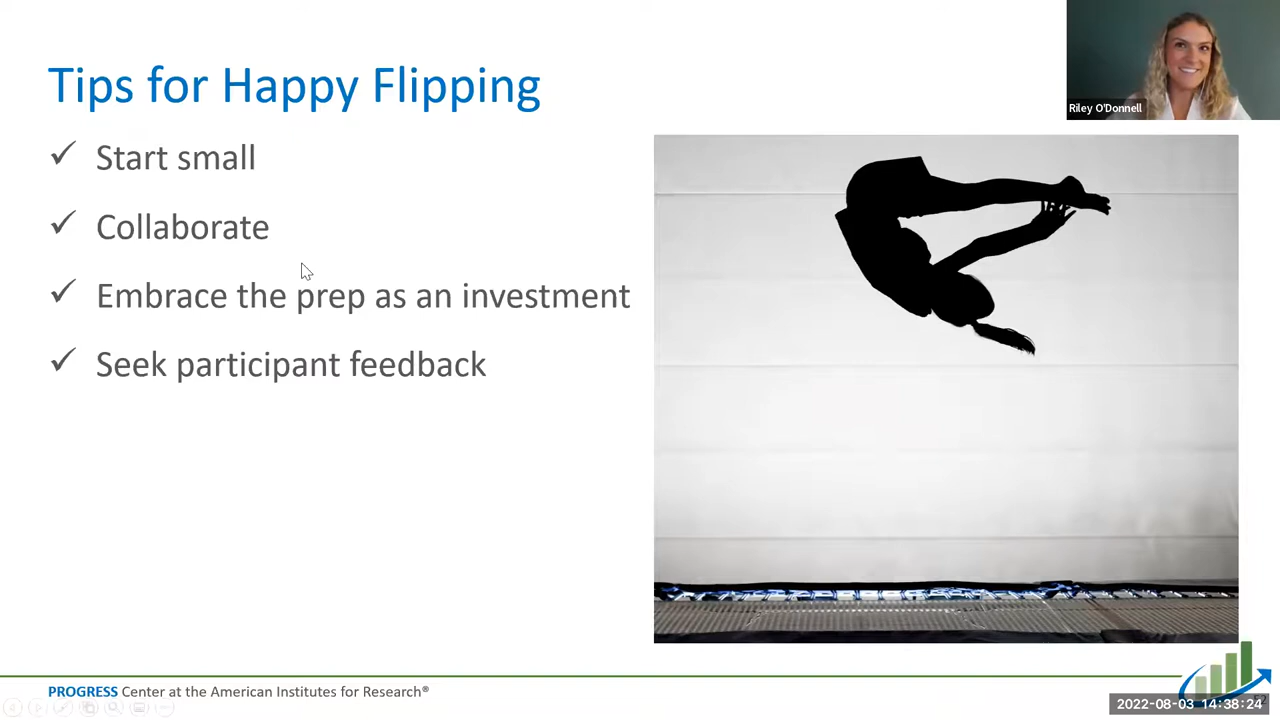 Tips for Happy Flipping
Riley O'Donnell
✓ Start small
✓ Collaborate
✓ Embrace the prep as an investment
✓ Seek participant feedback
PROGRESS Center at the American Institutes for Research®
52
2022-08-03 14:38:24